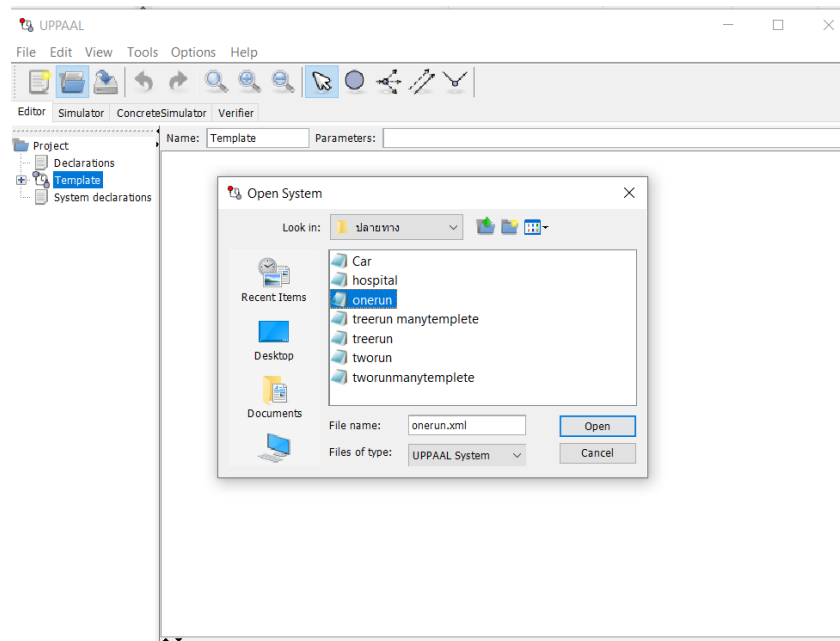 UPPAAL
File Edit View Tools Options Help
Editor Simulator ConcreteSimulator Verifier
Project
Declarations
Template
System declarations
Name: Template Parameters:
Open System
Look in: ปลายทาง
Recent Items
Desktop
Documents
Car
hospital
onerun
treerun manytemplete
treerun
tworun
tworunmanytemplete
File name: onerun.xml Open
Files of type: UPPAAL System Cancel